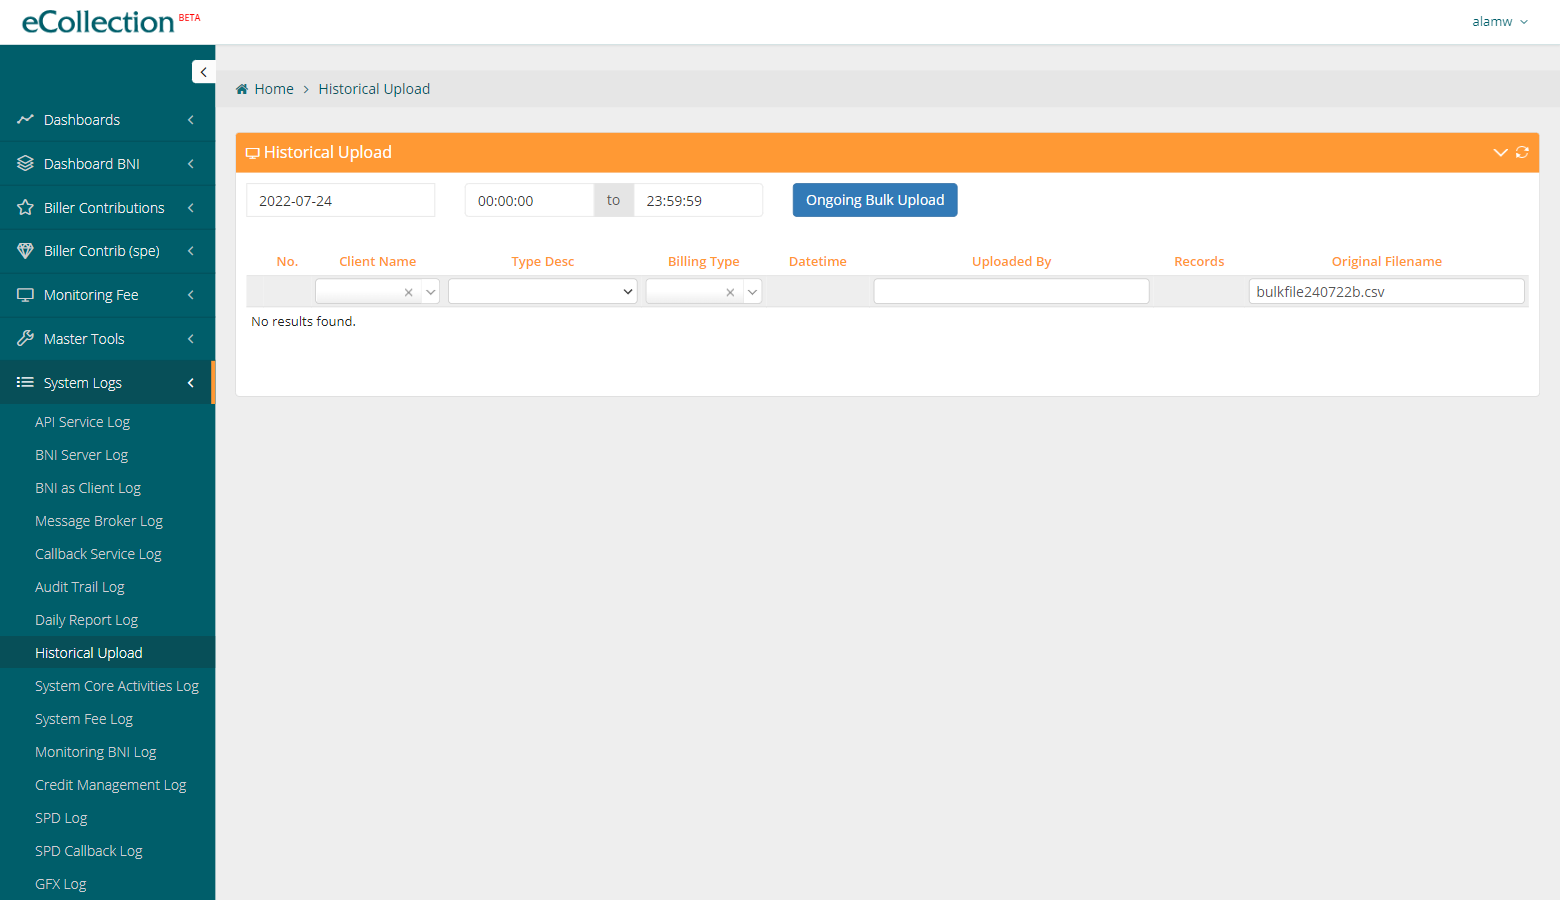 eCollection BETA
alamw
Home > Historical Upload
Dashboards
Dashboard BNI
Biller Contributions
Biller Contrib (spe)
Monitoring Fee
Master Tools
System Logs
API Service Log
BNI Server Log
BNI as Client Log
Message Broker Log
Callback Service Log
Audit Trail Log
Daily Report Log
Historical Upload
System Core Activities Log
System Fee Log
Monitoring BNI Log
Credit Management Log
SPD Log
SPD Callback Log
GFX Log
Historical Upload
2022-07-24 00:00:00 to 23:59:59 Ongoing Bulk Upload
No. Client Name Type Desc Billing Type Datetime Uploaded By Records Original Filename
bulkfile240722b.csv
No results found.